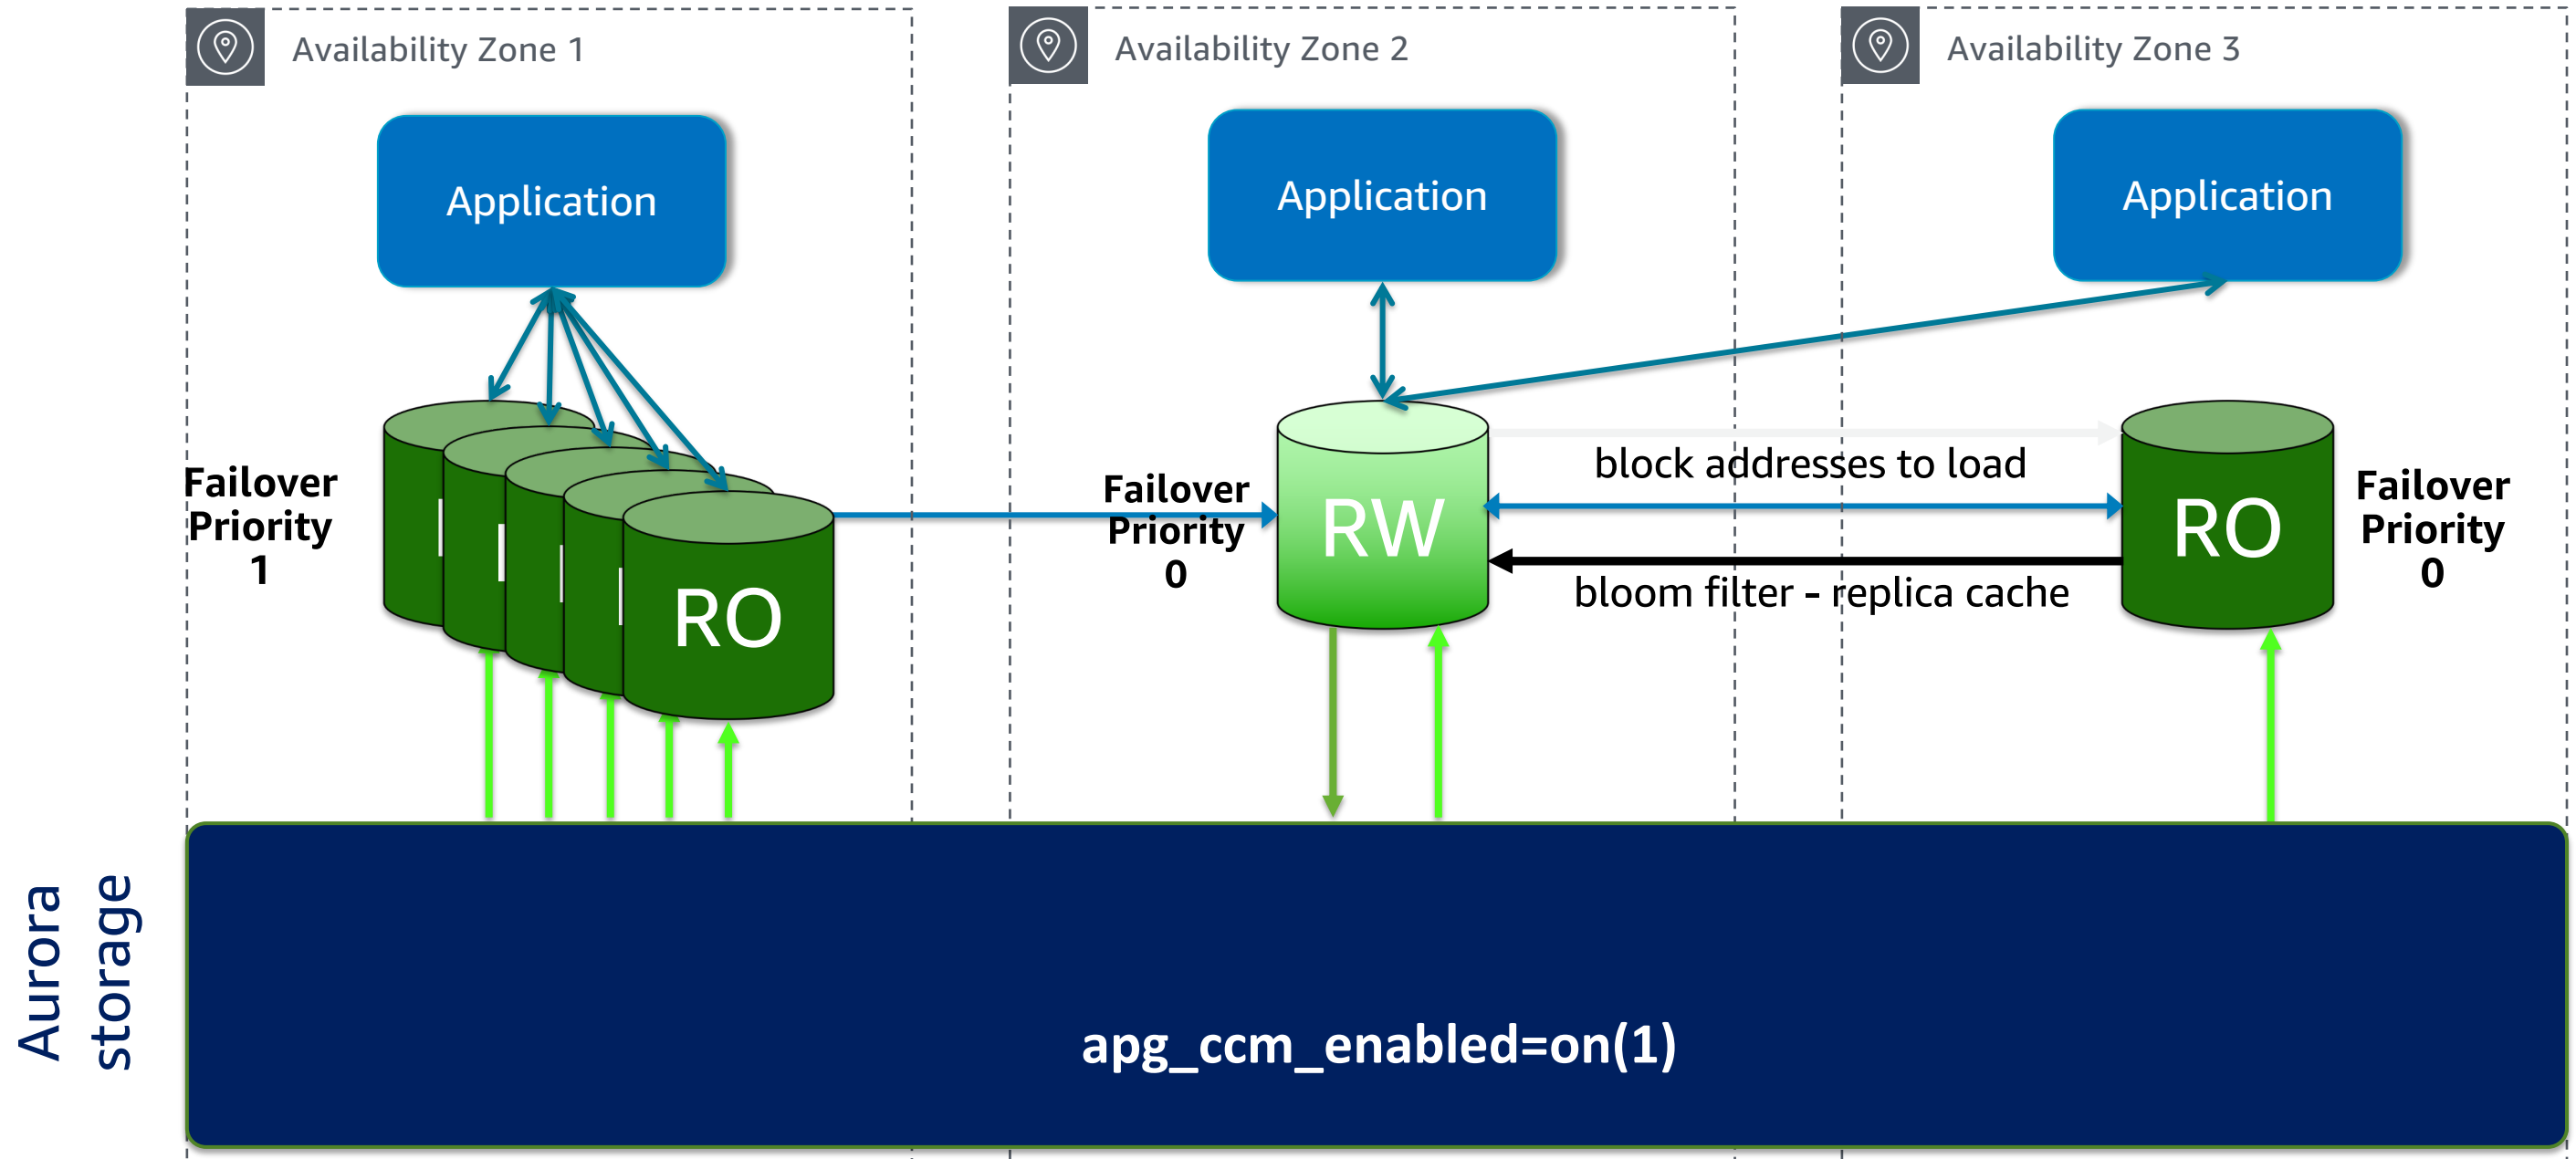 Availability Zone 1
Availability Zone 2
Availability Zone 3
Application
Application
Application
Failover
Priority
1
RO
Failover
Priority
0
RW
block addresses to load
bloom filter - replica cache
RO
Failover
Priority
0
Aurora
storage
apg_ccm_enabled=on(1)